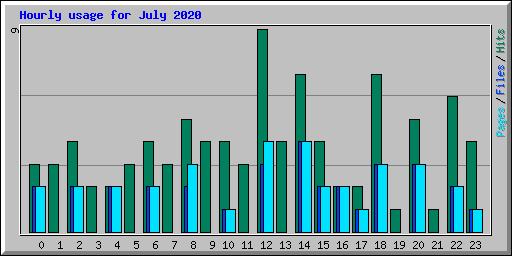 Hourly usage for July 2020
9
Pages / Files / Hits
0 1 2 3 4 5 6 7 8 9 10 11 12 13 14 15 16 17 18 19 20 21 22 23